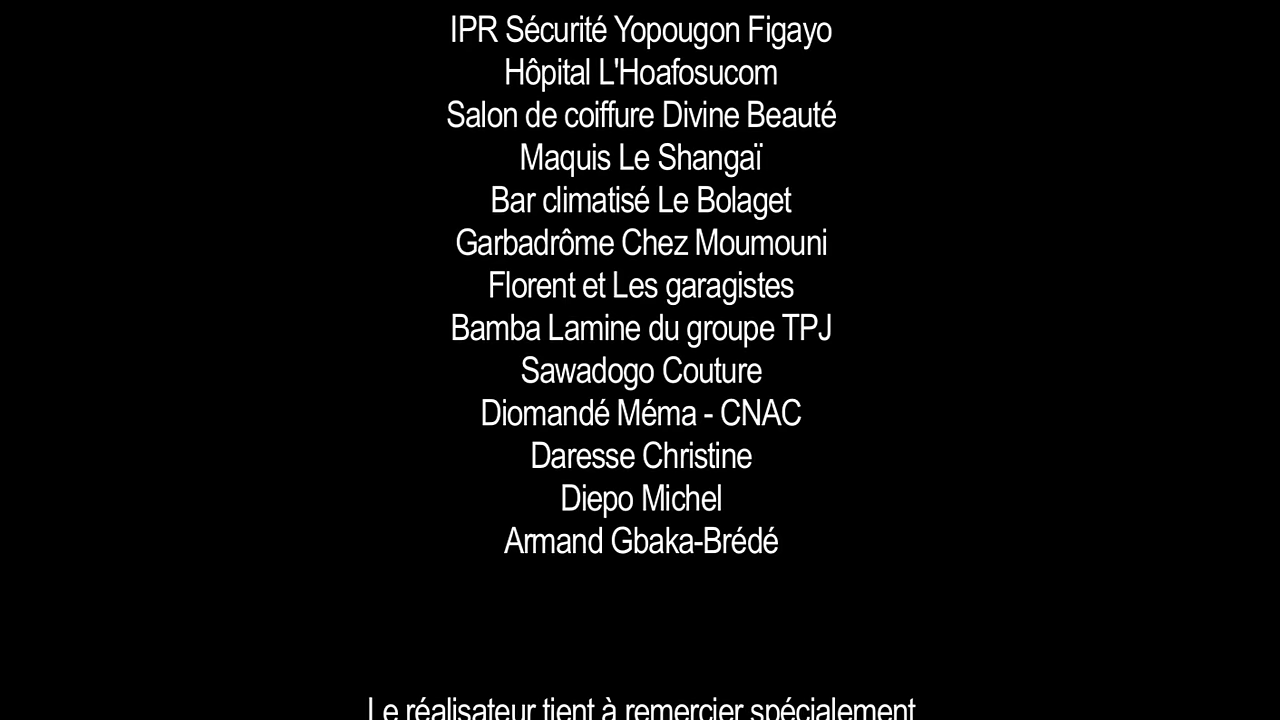 IPR Sécurité Yopougon Figayo
Hôpital L'Hoafosucom
Salon de coiffure Divine Beauté
Maquis Le Shangaï
Bar climatisé Le Bolaget
Garbadrôme Chez Moumouni
Florent et Les garagistes
Bamba Lamine du groupe TPJ
Sawadogo Couture
Diomandé Méma - CNAC
Daresse Christine
Diepo Michel
Armand Gbaka-Brédé
Le réalisateur tient à remercier spécialement